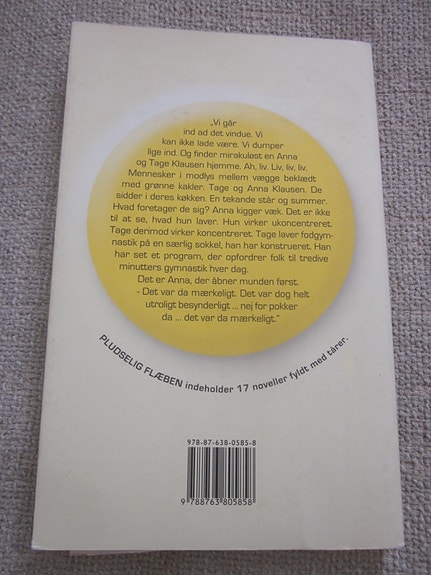 „Vi går
ind ad det vindue. Vi
kan ikke lade være. Vi dumper
lige ind. Og finder mirakuløst en Anna
og Tage Klausen hjemme. Ah, liv. Liv, liv, liv.
Mennesker i modlys mellem vægge beklædt
med grønne kakler. Tage og Anna Klausen. De
sidder i deres køkken. En tekande står og summer.
Hvad foretager de sig? Anna kigger væk. Det er ikke
til at se, hvad hun laver. Hun virker ukoncentreret.
Tage derimod virker koncentreret. Tage laver fodgym-
nastik på en særlig sokkel, han har konstrueret. Han
har set et program, der opfordrer folk til tredive
minutters gymnastik hver dag.
Det er Anna, der åbner munden først.
- Det var da mærkeligt. Det var dog helt
utroligt besynderligt ... nej for pokker
da ... det var da mærkeligt."
PLUDSELIG FLÆBEN indeholder 17 noveller fyldt med tårer.
978-87-638-0585-8
9 788763 805858